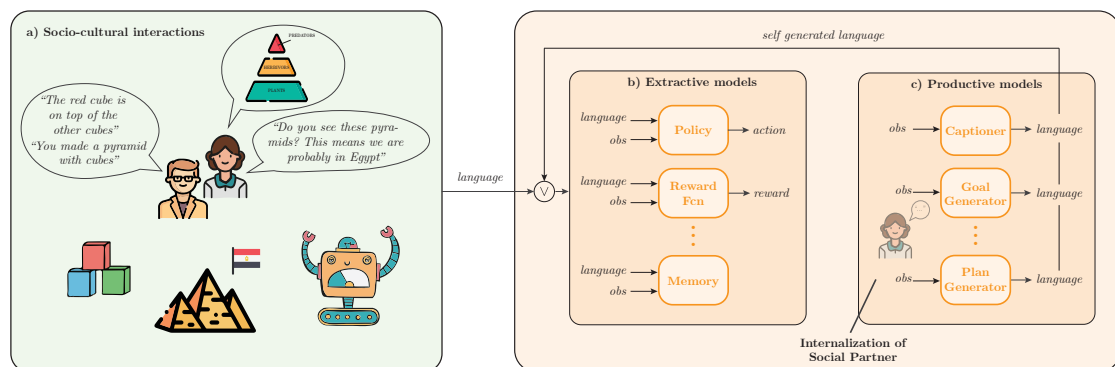 a) Socio-cultural interactions
PREDATORS
HERBIVORS
PLANTS
“The red cube is
on top of the
other cubes”
“You made a pyramid
with cubes”
“Do you see these pyra-
mids? This means we are
probably in Egypt”
language
V
self generated language
b) Extractive models
language
obs
Policy
action
language
obs
Reward
Fcn
reward
language
obs
Memory
c) Productive models
obs
Captioner
language
obs
Goal
Generator
language
obs
Plan
Generator
language
Internalization of
Social Partner